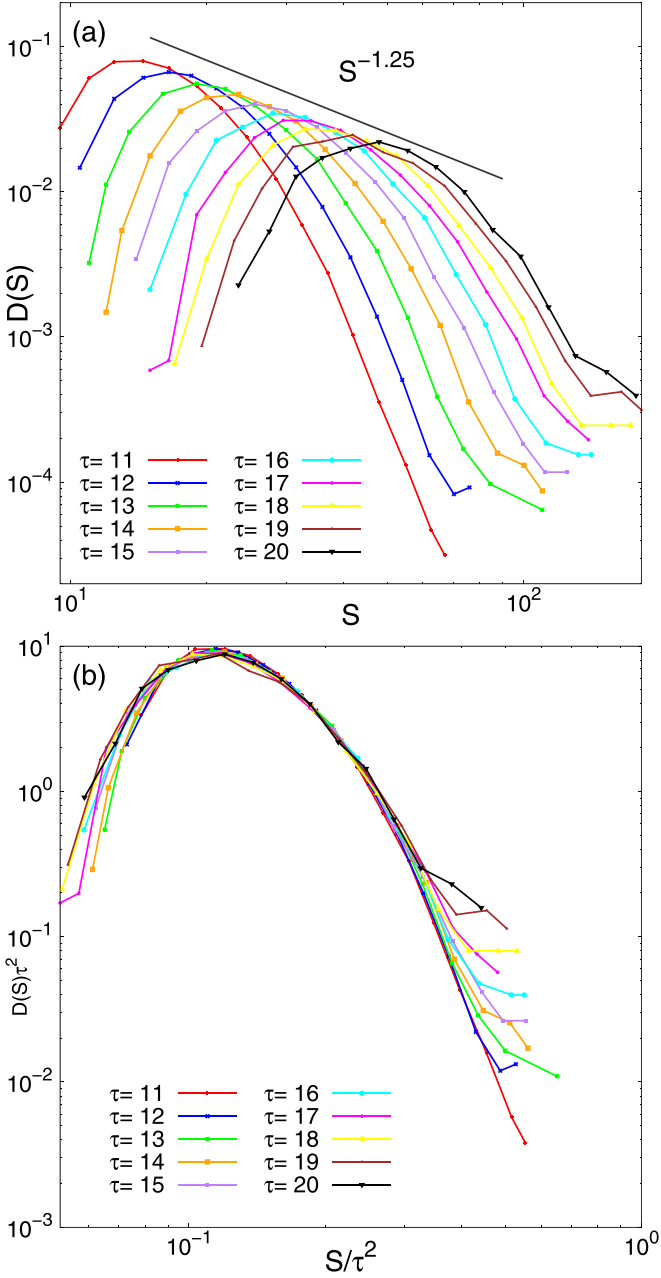 (a)
S^−1.25
10^−1
10^−2
10^−3
10^−4
D(S)
τ= 11
τ= 12
τ= 13
τ= 14
τ= 15
τ= 16
τ= 17
τ= 18
τ= 19
τ= 20
10^1
S
10^2
(b)
10^1
10^0
10^−1
10^−2
10^−3
D(S)τ^2
τ= 11
τ= 12
τ= 13
τ= 14
τ= 15
τ= 16
τ= 17
τ= 18
τ= 19
τ= 20
10^−1
S/τ^2
10^0